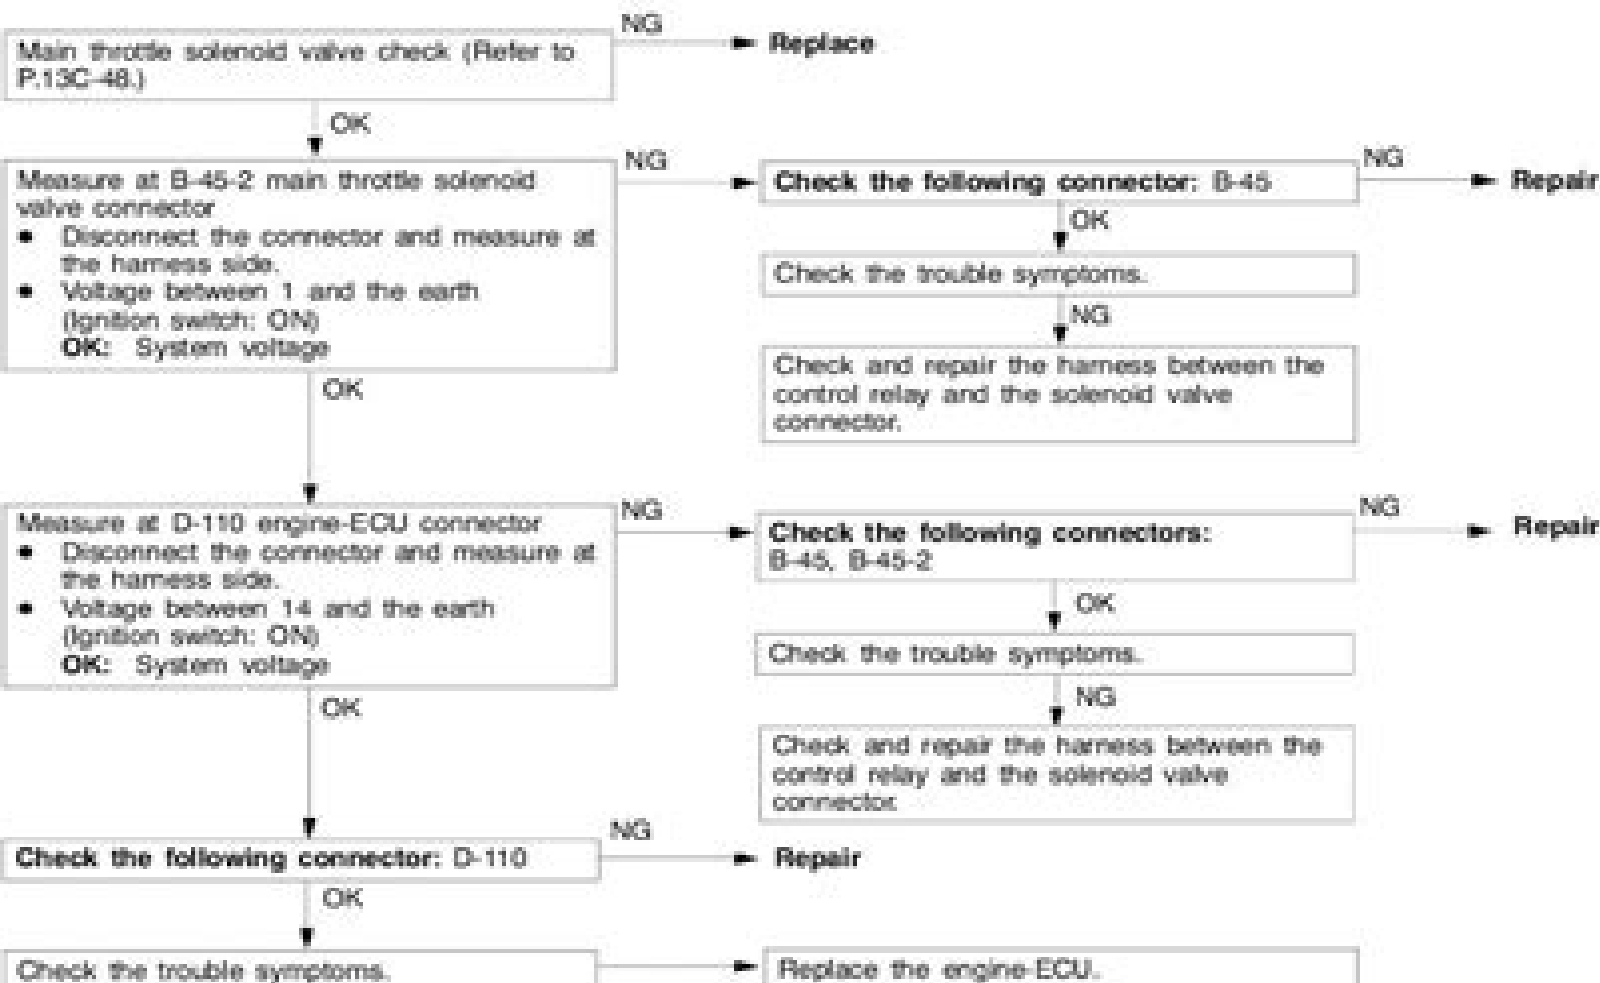 NG
Main throttle solenoid valve check (Refer to
P.13C-48.)
Replace
OK
Measure at B-45-2 main throttle solenoid
valve connector
● Disconnect the connector and measure at
the harness side.
● Voltage between 1 and the earth
(Ignition switch: ON)
OK: System voltage
NG
Check the following connector: B-45
NG
Repair
OK
Check the trouble symptoms.
NG
Check and repair the harness between the
control relay and the solenoid valve
connector.
OK
Measure at D-110 engine-ECU connector
● Disconnect the connector and measure at
the harness side.
● Voltage between 14 and the earth
(Ignition switch: ON)
OK: System voltage
NG
Check the following connectors:
B-45, B-45-2
NG
Repair
OK
Check the trouble symptoms.
NG
Check and repair the harness between the
control relay and the solenoid valve
connector.
OK
Check the following connector: D-110
NG
Repair
OK
Check the trouble symptoms.
Replace the engine-ECU.